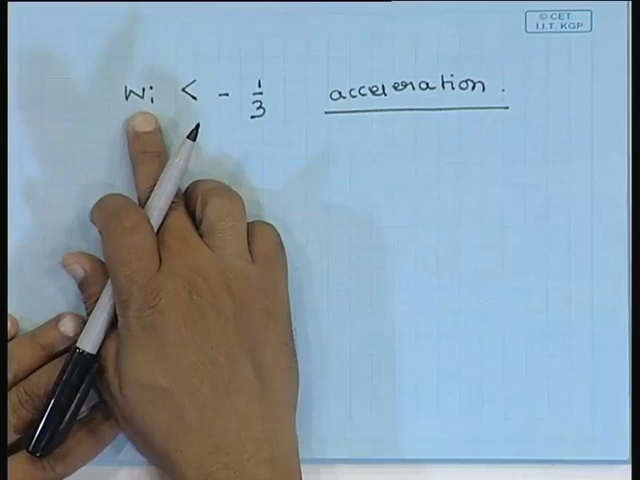 © CET
I.I.T. KGP
Wi < - 1/3 acceleration.